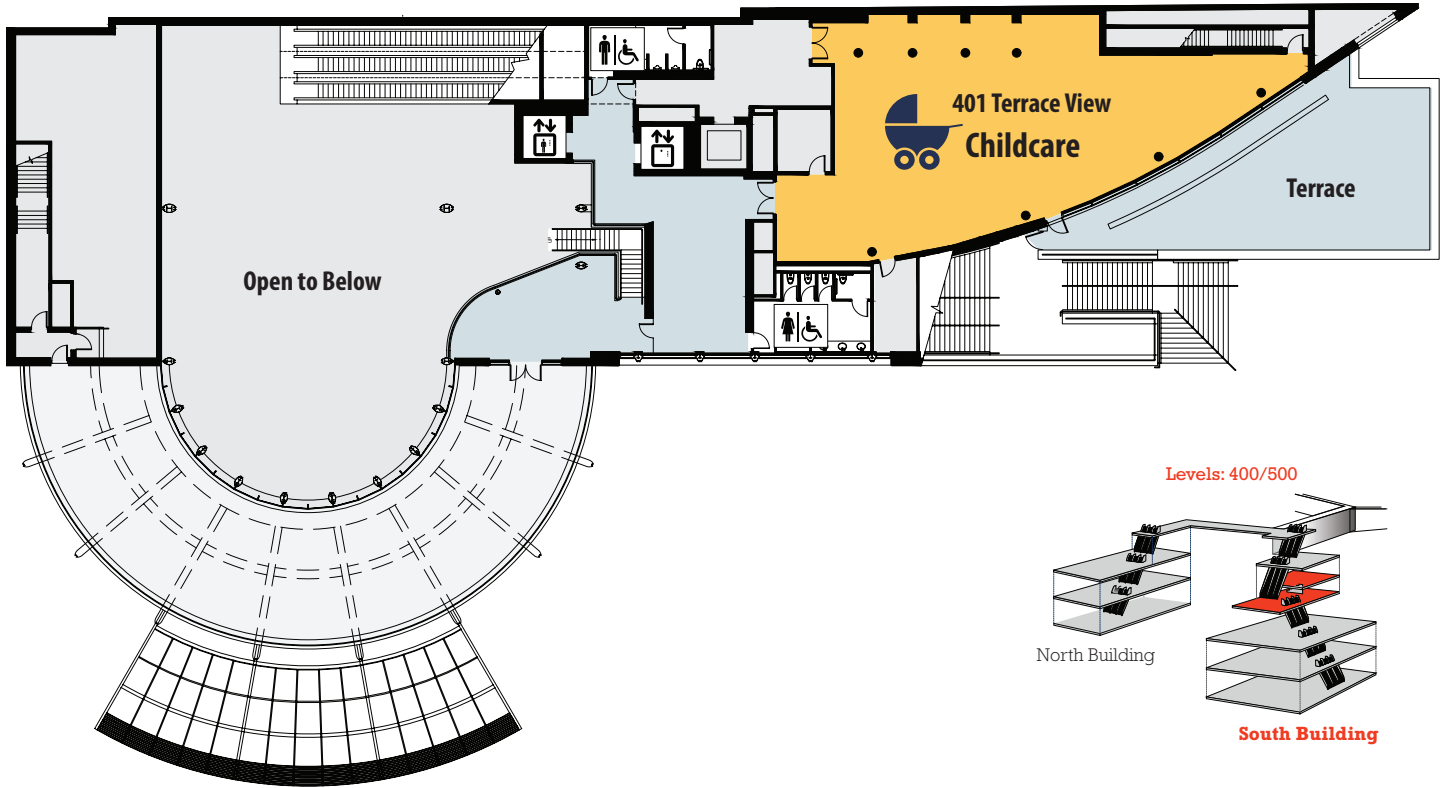 401 Terrace View
Childcare
Terrace
Open to Below
Levels: 400/500
North Building
South Building